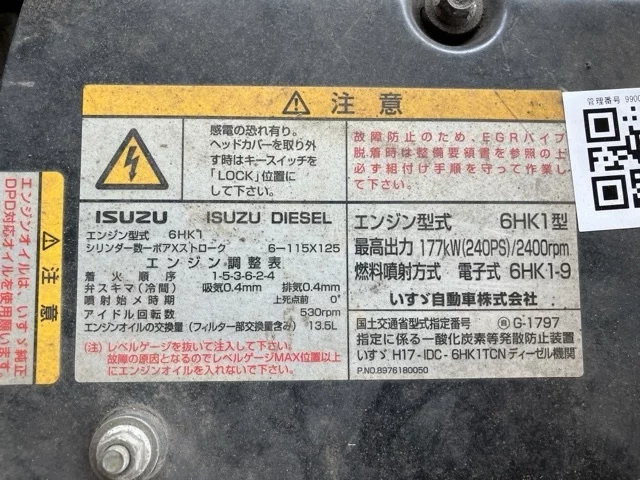 管理番号 9900
⚠ 注意
感電の恐れ有り。
ヘッドカバーを取り外
す時はキースイッチを
「LOCK」位置に
して下さい。
故障防止のため、EGRパイプ
脱着時は整備要領書を参照の上
必ず組付け手順を守って作業し
て下さい。
ISUZU ISUZU DIESEL
エンジン型式 6HK1
シリンダ数ーボアXストローク 6ー115X125
エンジン調整表
着火順序 1-5-3-6-2-4
弁スキマ(冷間) 吸気0.4mm 排気0.4mm
噴射始メ時期 上死点前 0°
アイドル回転数 530rpm
エンジンオイルの交換量(フィルター部交換量含み) 13.5L
(注)レベルゲージを抜いて注入して下さい。
故障の原因となるのでレベルゲージMAX位置以上
にエンジンオイルを入れないで下さい。
エンジン型式 6HK1型
最高出力 177kW(240PS)/2400rpm
燃料噴射方式 電子式 6HK1-9
いすゞ自動車株式会社
国土交通省型式指定番号 G-1797
指定に係る一酸化炭素等発散防止装置
いすゞ H17-IDC-6HK1TCNディーゼル機関
P.NO.8976180050
⚠ 注意
エンジンオイルは、いすゞ純正
DPD対応オイルを使用願います。